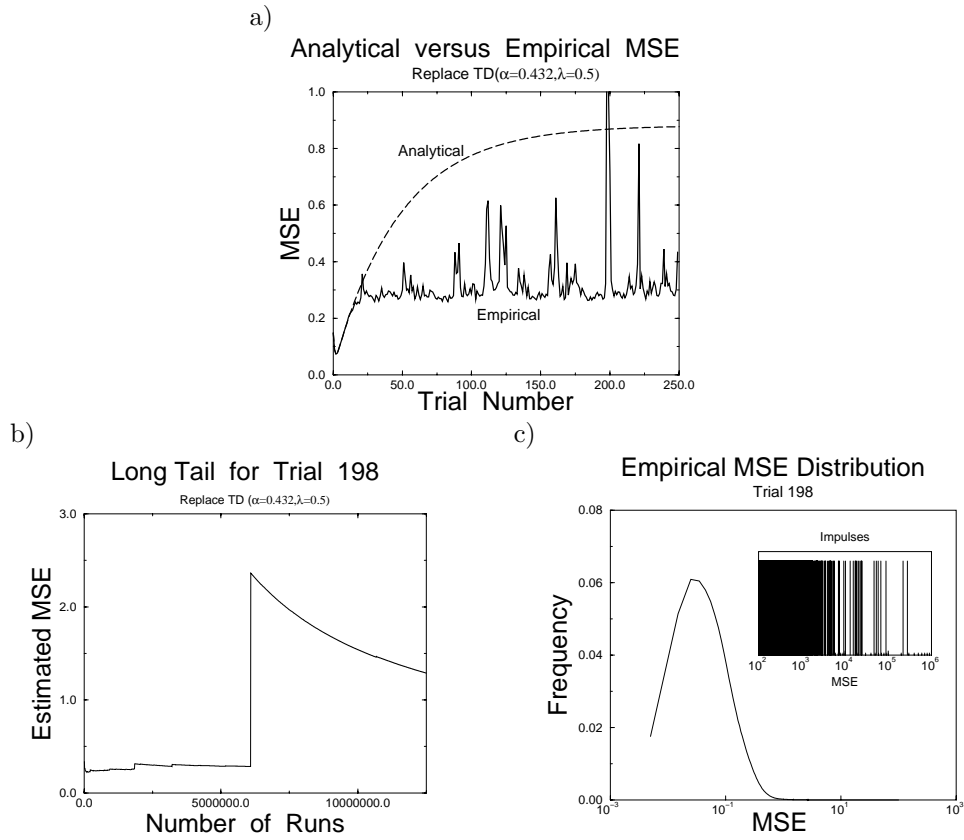 a)
Analytical versus Empirical MSE
Replace TD(α=0.432,λ=0.5)
MSE
1.0
0.8
0.6
0.4
0.2
0.0
Analytical
Empirical
0.0 50.0 100.0 150.0 200.0 250.0
Trial Number
b)
Long Tail for Trial 198
Replace TD (α=0.432,λ=0.5)
Estimated MSE
3.0
2.0
1.0
0.0
0.0 5000000.0 10000000.0
Number of Runs
c)
Empirical MSE Distribution
Trial 198
Frequency
0.08
0.06
0.04
0.02
0.00
Impulses
10^2 10^3 10^4 10^5 10^6
MSE
10^−3 10^−1 10^1 10^3
MSE